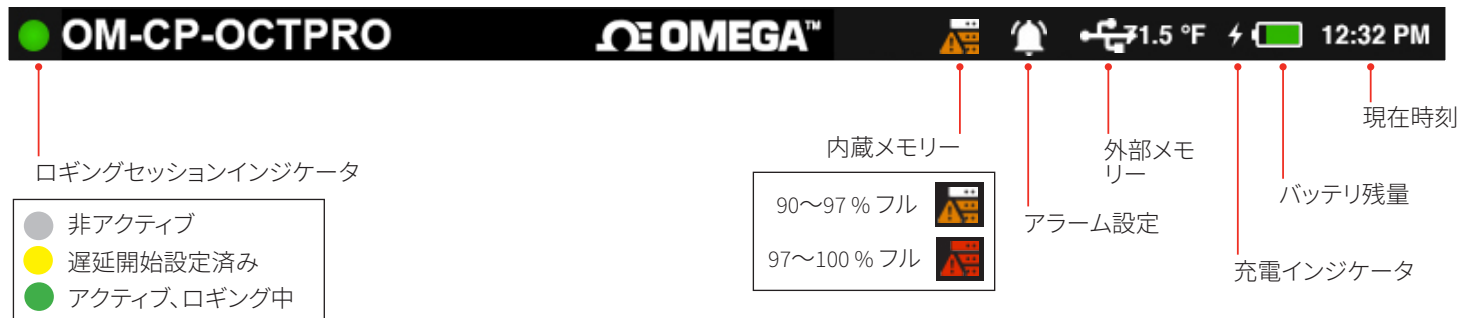 OM-CP-OCTPRO
OMEGA™
71.5 °F
12:32 PM
現在時刻
内蔵メモリー
外部メモ
リー
ロギングセッションインジケータ
バッテリ残量
90～97 % フル
アラーム設定
非アクティブ
遅延開始設定済み
97～100 % フル
充電インジケータ
アクティブ、ロギング中